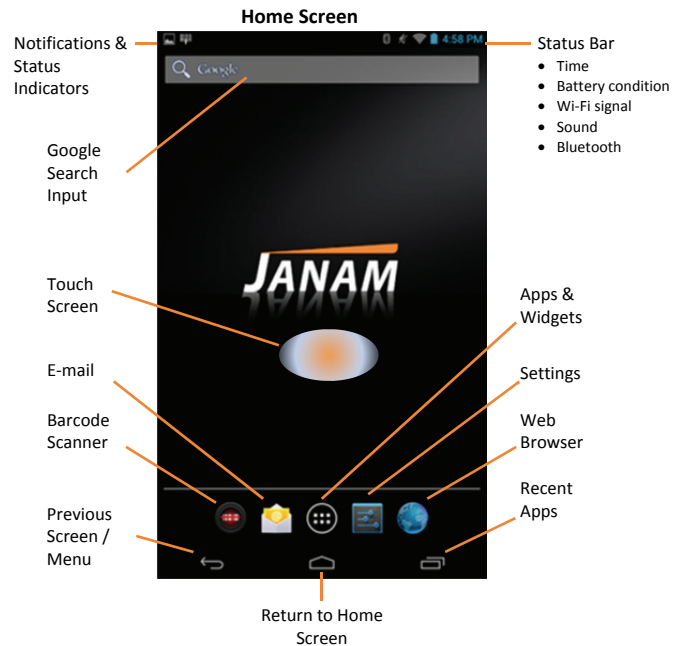 Home Screen
Notifications &
Status
Indicators
4:58 PM
Status Bar
• Time
• Battery condition
• Wi-Fi signal
• Sound
• Bluetooth
Google
Google
Search
Input
JANAM
Touch
Screen
Apps &
Widgets
E-mail
Settings
Barcode
Scanner
Web
Browser
Previous
Screen /
Menu
Recent
Apps
Return to Home
Screen